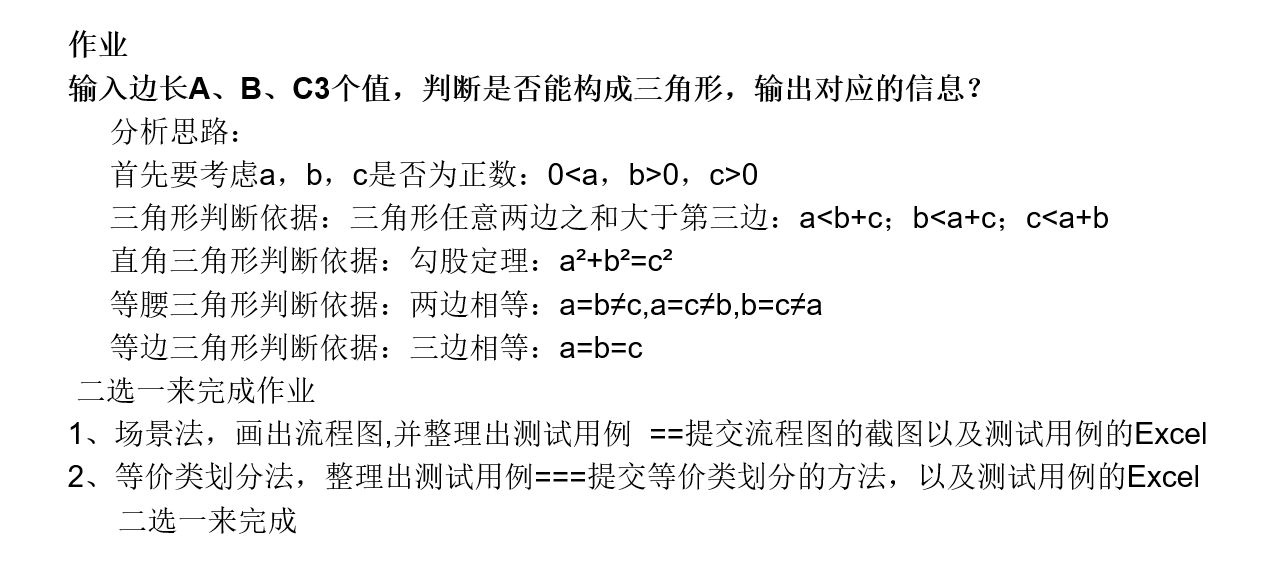 作业
输入边长A、B、C3个值，判断是否能构成三角形，输出对应的信息？
分析思路：
首先要考虑a，b，c是否为正数：0<a，b>0，c>0
三角形判断依据：三角形任意两边之和大于第三边：a<b+c；b<a+c；c<a+b
直角三角形判断依据：勾股定理：a²+b²=c²
等腰三角形判断依据：两边相等：a=b≠c,a=c≠b,b=c≠a
等边三角形判断依据：三边相等：a=b=c
二选一来完成作业
1、场景法，画出流程图,并整理出测试用例  ==提交流程图的截图以及测试用例的Excel
2、等价类划分法，整理出测试用例===提交等价类划分的方法，以及测试用例的Excel
二选一来完成